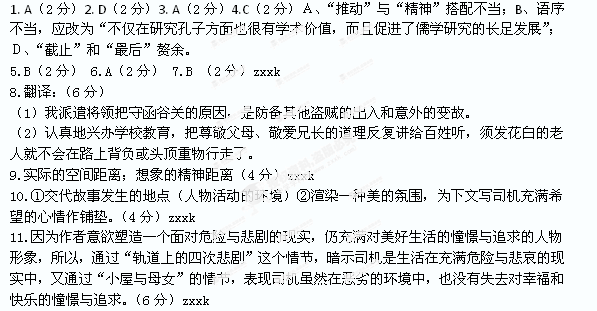 1. A（2分）2. D（2分）3. A（2分）4.C（2分）A、“推动”与“精神”搭配不当；B、语序
不当，应改为“不仅在研究孔子方面也很有学术价值，而且促进了儒学研究的长足发展”；
D、“截止”和“最后”赘余。
5.B（2分） 6.A（2分） 7.B （2分）zxxk
8.翻译：（6分）
（1）我派遣将领把守函谷关的原因，是防备其他盗贼的出入和意外的变故。
（2）认真地兴办学校教育，把尊敬父母、敬爱兄长的道理反复讲给百姓听，须发花白的老
人就不会在路上背负或头顶重物行走了。
9.实际的空间距离；想象的精神距离（4分）zxxk
10.①交代故事发生的地点（人物活动的环境）②渲染一种美的氛围，为下文写司机充满希
望的心情作铺垫。（4分）zxxk
11.因为作者意欲塑造一个面对危险与悲剧的现实，仍充满对美好生活的憧憬与追求的人物
形象，所以，通过“轨道上的四次悲剧”这个情节，暗示司机是生活在充满危险与悲哀的现
实中，又通过“小屋与母女”的情节，表现司机虽然在恶劣的环境中，也没有失去对幸福和
快乐的憧憬与追求。（6分）zxxk